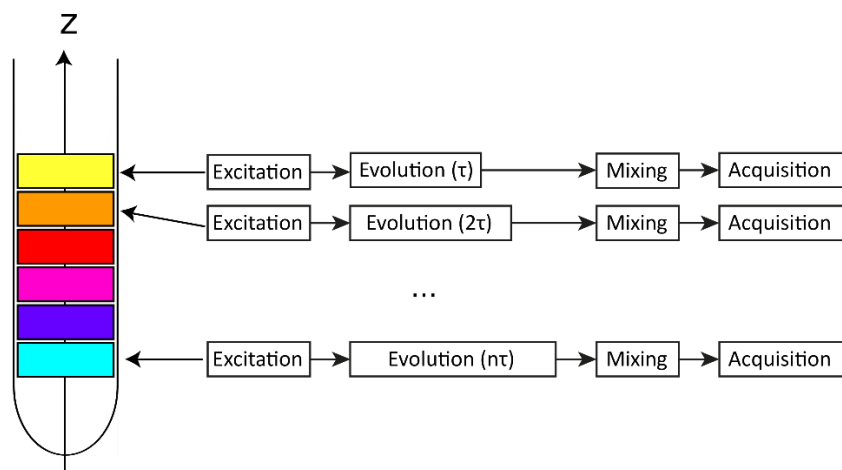 Z
Excitation Evolution (τ) Mixing Acquisition
Excitation Evolution (2τ) Mixing Acquisition
...
Excitation Evolution (nτ) Mixing Acquisition